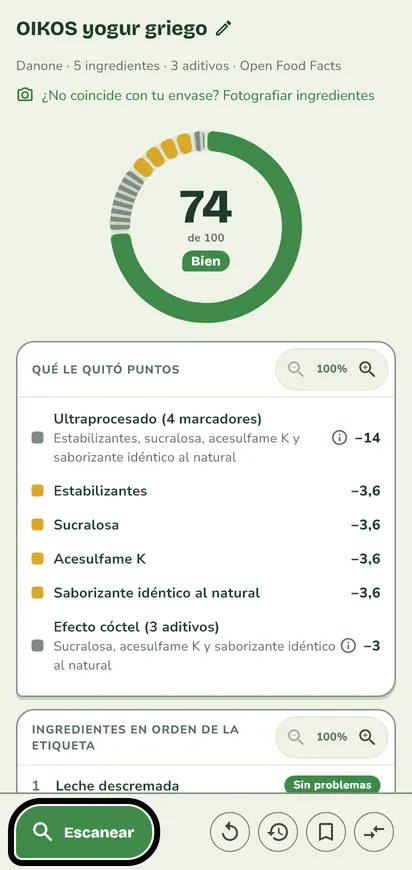 OIKOS yogur griego
Danone · 5 ingredientes · 3 aditivos · Open Food Facts
¿No coincide con tu envase? Fotografiar ingredientes
74
de 100
Bien
QUÉ LE QUITÓ PUNTOS
100%
Ultraprocesado (4 marcadores)
Estabilizantes, sucralosa, acesulfame K y
saborizante idéntico al natural
−14
Estabilizantes −3,6
Sucralosa −3,6
Acesulfame K −3,6
Saborizante idéntico al natural −3,6
Efecto cóctel (3 aditivos)
Sucralosa, acesulfame K y saborizante idéntico
al natural
−3
INGREDIENTES EN ORDEN DE LA
ETIQUETA
100%
1 Leche descremada Sin problemas
Escanear